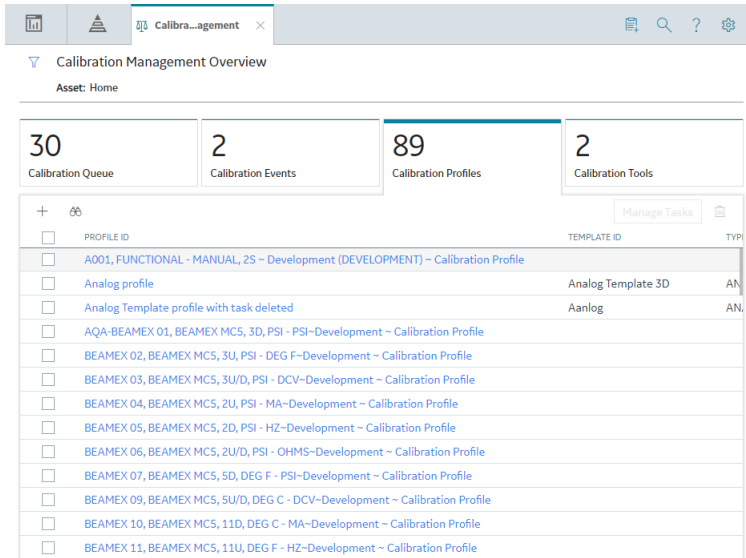 Calibra...agement
Calibration Management Overview
Asset: Home
30
Calibration Queue
2
Calibration Events
89
Calibration Profiles
2
Calibration Tools
Manage Tasks
PROFILE ID TEMPLATE ID TYP
A001, FUNCTIONAL - MANUAL, 2S ~ Development (DEVELOPMENT) ~ Calibration Profile
Analog profile Analog Template 3D AN
Analog Template profile with task deleted Aanlog AN
AQA-BEAMEX 01, BEAMEX MC5, 3D, PSI - PSI~Development ~ Calibration Profile
BEAMEX 02, BEAMEX MC5, 3U, PSI - DEG F~Development ~ Calibration Profile
BEAMEX 03, BEAMEX MC5, 3U/D, PSI - DCV~Development ~ Calibration Profile
BEAMEX 04, BEAMEX MC5, 2U, PSI - MA~Development ~ Calibration Profile
BEAMEX 05, BEAMEX MC5, 2D, PSI - HZ~Development ~ Calibration Profile
BEAMEX 06, BEAMEX MC5, 2U/D, PSI - OHMS~Development ~ Calibration Profile
BEAMEX 07, BEAMEX MC5, 5D, DEG F - PSI~Development ~ Calibration Profile
BEAMEX 09, BEAMEX MC5, 5U/D, DEG C - DCV~Development ~ Calibration Profile
BEAMEX 10, BEAMEX MC5, 11D, DEG C - MA~Development ~ Calibration Profile
BEAMEX 11, BEAMEX MC5, 11U, DEG F - HZ~Development ~ Calibration Profile